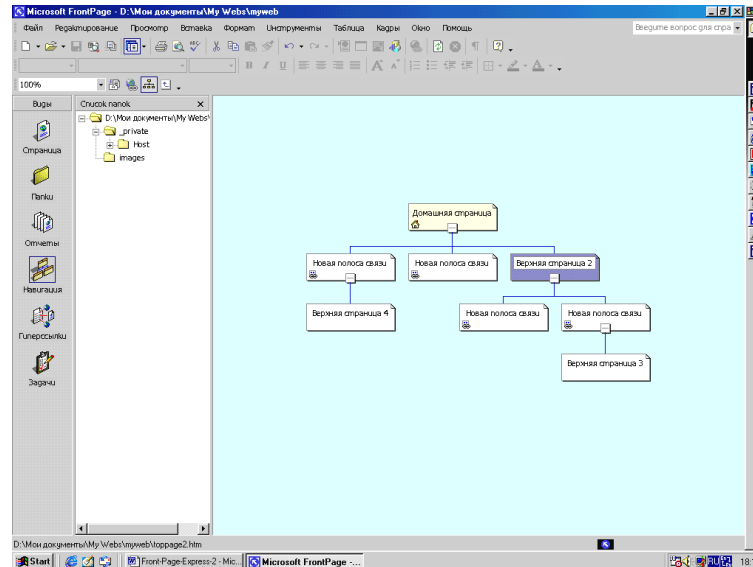 Microsoft FrontPage - D:\Мои документы\My Webs\myweb
Файл Редактирование Просмотр Вставка Формат Инструменты Таблица Кадры Окно Помощь
Введите вопрос для спра
100%
Виды
Список папок
D:\Мои документы\My Webs\
_private
Host
images
Страница
Папки
Отчеты
Навигация
Гиперссылки
Задачи
Домашняя страница
Новая полоса связи
Новая полоса связи
Верхняя страница 2
Верхняя страница 4
Новая полоса связи
Новая полоса связи
Верхняя страница 3
D:\Мои документы\My Webs\myweb\toppage2.htm
Start
Front-Page-Express-2 - Mic...
Microsoft FrontPage -...
RU